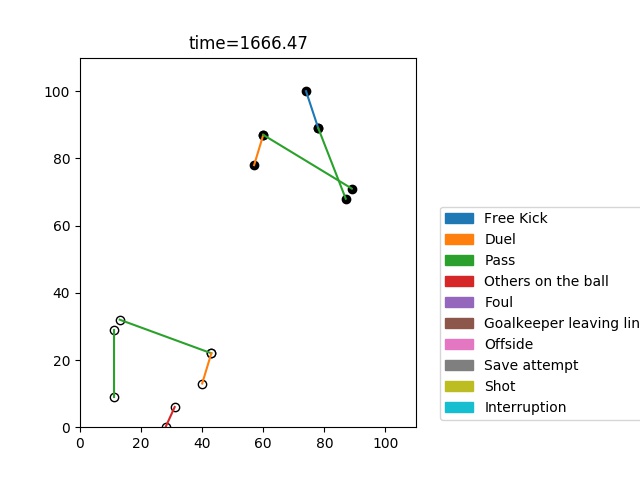 time=1666.47
100
80
60
40
20
0
0 20 40 60 80 100
Free Kick
Duel
Pass
Others on the ball
Foul
Goalkeeper leaving lin
Offside
Save attempt
Shot
Interruption